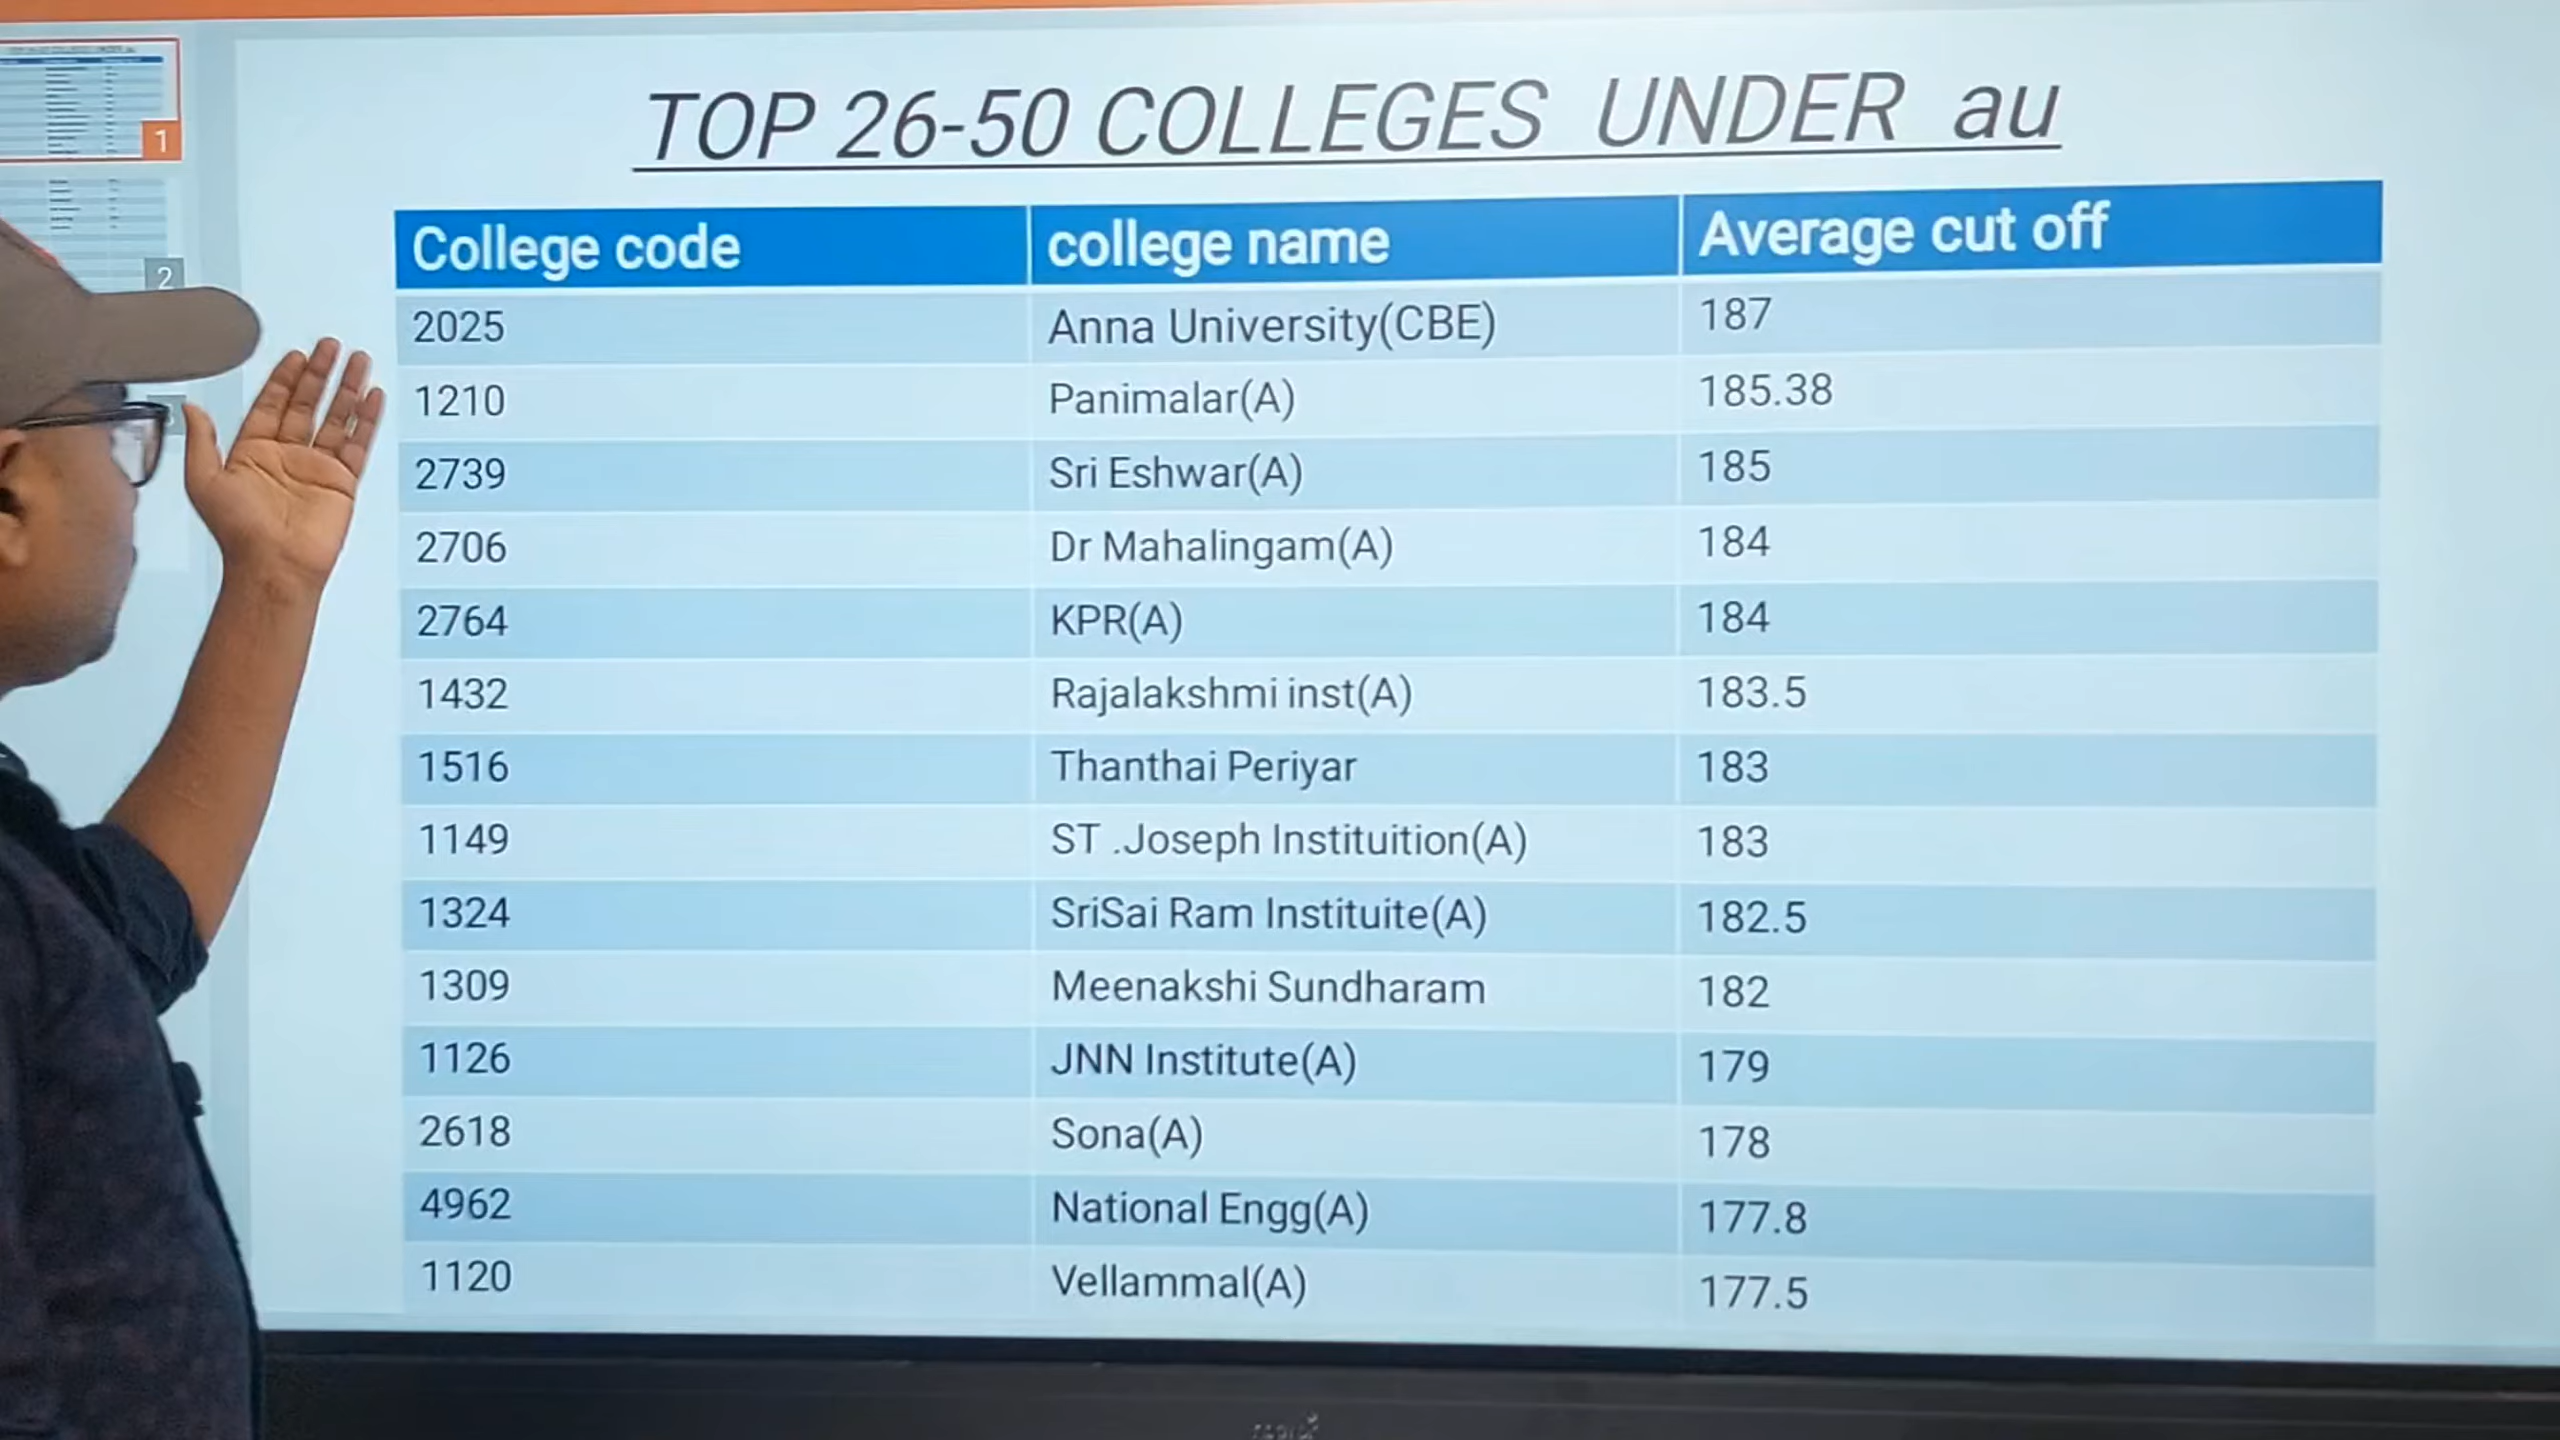 TOP 26-50 COLLEGES UNDER au
College code college name Average cut off
2025 Anna University(CBE) 187
1210 Panimalar(A) 185.38
2739 Sri Eshwar(A) 185
2706 Dr Mahalingam(A) 184
2764 KPR(A) 184
1432 Rajalakshmi inst(A) 183.5
1516 Thanthai Periyar 183
1149 ST .Joseph Instituition(A) 183
1324 SriSai Ram Instituite(A) 182.5
1309 Meenakshi Sundharam 182
1126 JNN Institute(A) 179
2618 Sona(A) 178
4962 National Engg(A) 177.8
1120 Vellammal(A) 177.5
1
2